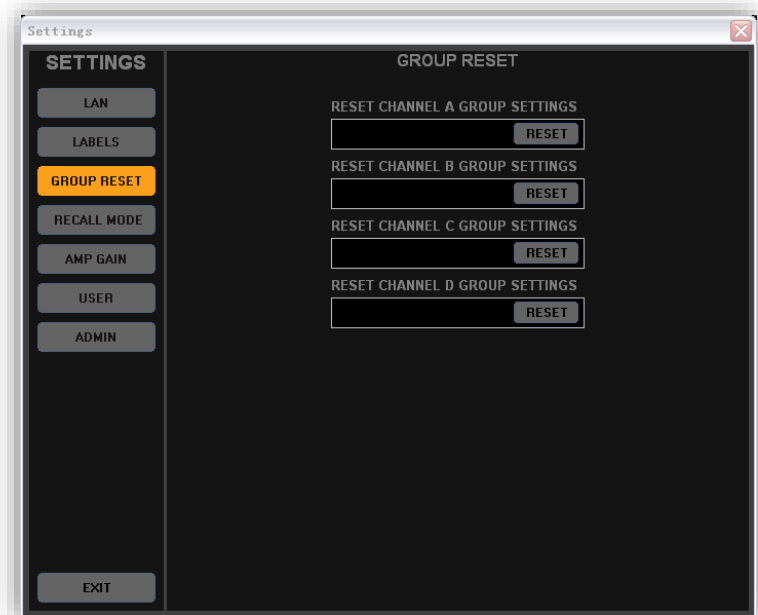 Settings
SETTINGS
LAN
LABELS
GROUP RESET
RECALL MODE
AMP GAIN
USER
ADMIN
EXIT
GROUP RESET
RESET CHANNEL A GROUP SETTINGS
RESET
RESET CHANNEL B GROUP SETTINGS
RESET
RESET CHANNEL C GROUP SETTINGS
RESET
RESET CHANNEL D GROUP SETTINGS
RESET